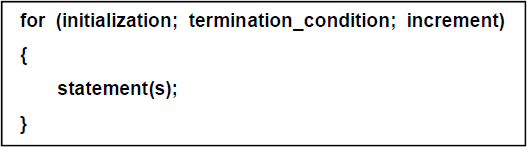 for (initialization; termination_condition; increment)
{
statement(s);
}